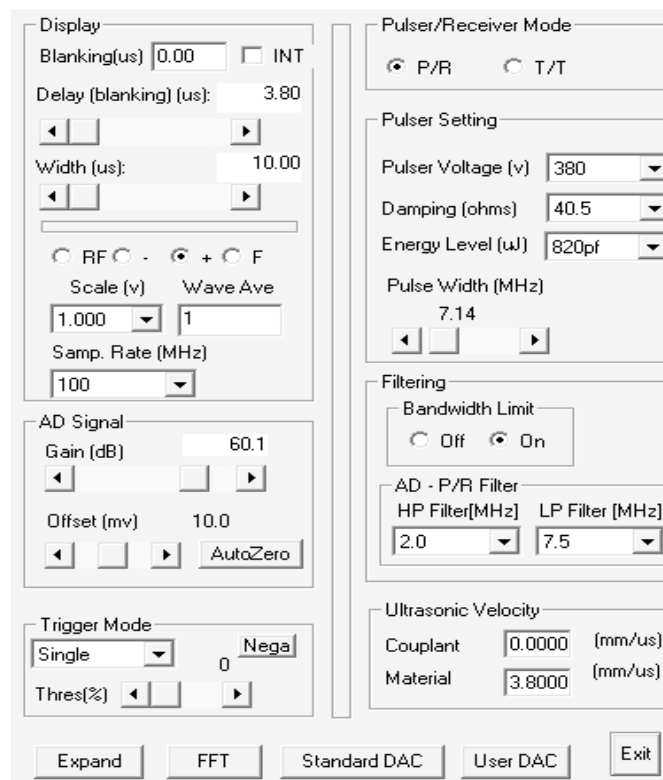 Display
Blanking(us) 0.00 INT
Delay (blanking) (us): 3.80
Width (us): 10.00
RF - + F
Scale (v) Wave Ave
1.000 1
Samp. Rate (MHz)
100
AD Signal
Gain (dB) 60.1
Offset (mv) 10.0
AutoZero
Trigger Mode
Single 0 Nega
Thres(%)
Pulser/Receiver Mode
P/R T/T
Pulser Setting
Pulser Voltage (v) 380
Damping (ohms) 40.5
Energy Level (uJ) 820pf
Pulse Width (MHz)
7.14
Filtering
Bandwidth Limit
Off On
AD - P/R Filter
HP Filter[MHz] LP Filter [MHz]
2.0 7.5
Ultrasonic Velocity
Couplant 0.0000 (mm/us)
Material 3.8000 (mm/us)
Expand FFT Standard DAC User DAC Exit